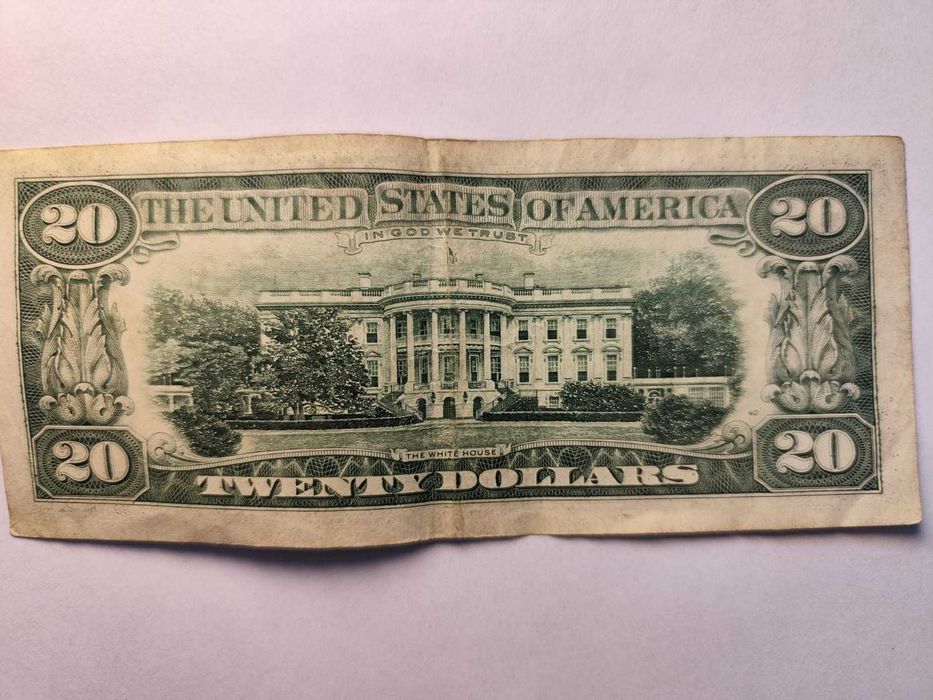 20 THE UNITED STATES OF AMERICA 20
IN GOD WE TRUST
THE WHITE HOUSE
20 TWENTY DOLLARS 20